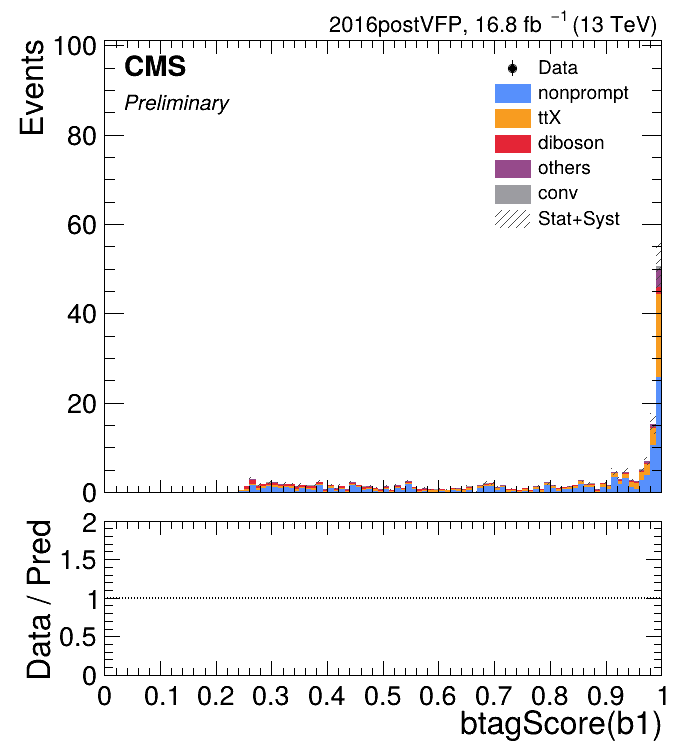 2016postVFP, 16.8 fb⁻¹ (13 TeV)
CMS
Preliminary
Events
100
80
60
40
20
0
Data
nonprompt
ttX
diboson
others
conv
Stat+Syst
Data / Pred
2
1.5
1
0.5
0
0 0.1 0.2 0.3 0.4 0.5 0.6 0.7 0.8 0.9 1
btagScore(b1)